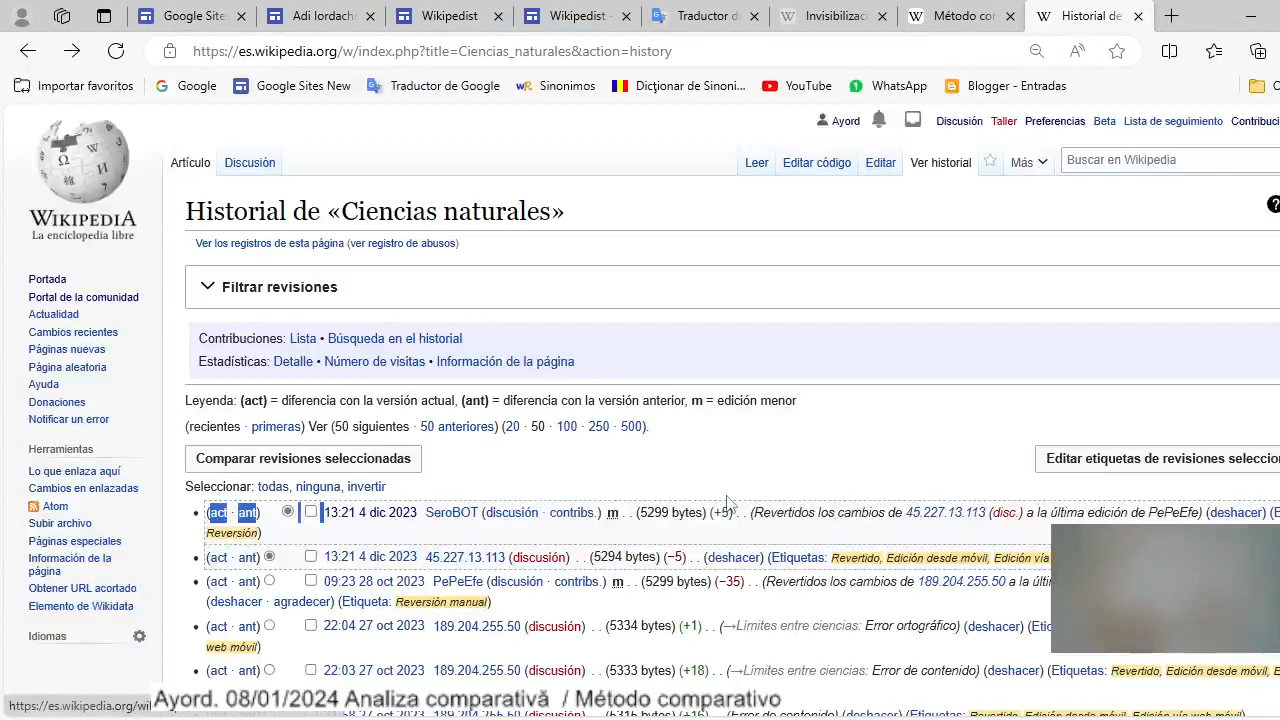 Google Sites
Adi Iordach
Wikipedist
Wikipedist -
Traductor d
Invisibilizac
Método co
Historial de
https://es.wikipedia.org/w/index.php?title=Ciencias_naturales&action=history
Importar favoritos
Google
Google Sites New
Traductor de Google
wR Sinonimos
Dicţionar de Sinoni...
YouTube
WhatsApp
Blogger - Entradas
Ayord
Discusión
Taller
Preferencias
Beta
Lista de seguimiento
Contribuci
WIKIPEDIA
La enciclopedia libre
Artículo
Discusión
Leer
Editar código
Editar
Ver historial
Más
Buscar en Wikipedia
Portada
Portal de la comunidad
Actualidad
Cambios recientes
Páginas nuevas
Página aleatoria
Ayuda
Donaciones
Notificar un error
Herramientas
Lo que enlaza aquí
Cambios en enlazadas
Atom
Subir archivo
Páginas especiales
Información de la
página
Obtener URL acortado
Elemento de Wikidata
Idiomas
Historial de «Ciencias naturales»
Ver los registros de esta página (ver registro de abusos)
Filtrar revisiones
Contribuciones: Lista • Búsqueda en el historial
Estadísticas: Detalle • Número de visitas • Información de la página
Leyenda: (act) = diferencia con la versión actual, (ant) = diferencia con la versión anterior, m = edición menor
(recientes · primeras) Ver (50 siguientes · 50 anteriores) (20 · 50 · 100 · 250 · 500).
Comparar revisiones seleccionadas
Editar etiquetas de revisiones seleccio
Seleccionar: todas, ninguna, invertir
(act · ant) 13:21 4 dic 2023 SeroBOT (discusión · contribs.) m . . (5299 bytes) (+5) . . (Revertidos los cambios de 45.227.13.113 (disc.) a la última edición de PePeEfe) (deshacer) (E
Reversión)
(act · ant) 13:21 4 dic 2023 45.227.13.113 (discusión) . . (5294 bytes) (−5) . . (deshacer) (Etiquetas: Revertido, Edición desde móvil, Edición vía
(act · ant) 09:23 28 oct 2023 PePeEfe (discusión · contribs.) m . . (5299 bytes) (−35) . . (Revertidos los cambios de 189.204.255.50 a la últi
(deshacer · agradecer) (Etiqueta: Reversión manual)
(act · ant) 22:04 27 oct 2023 189.204.255.50 (discusión) . . (5334 bytes) (+1) . . (→Límites entre ciencias: Error ortográfico) (deshacer) (Eti
web móvil)
(act · ant) 22:03 27 oct 2023 189.204.255.50 (discusión) . . (5333 bytes) (+18) . . (→Límites entre ciencias: Error de contenido) (deshacer) (Etiquetas: Revertido, Edición desde móvil, E
https://es.wikipedia.org/wi
Ayord. 08/01/2024 Analiza comparativă / Método comparativo